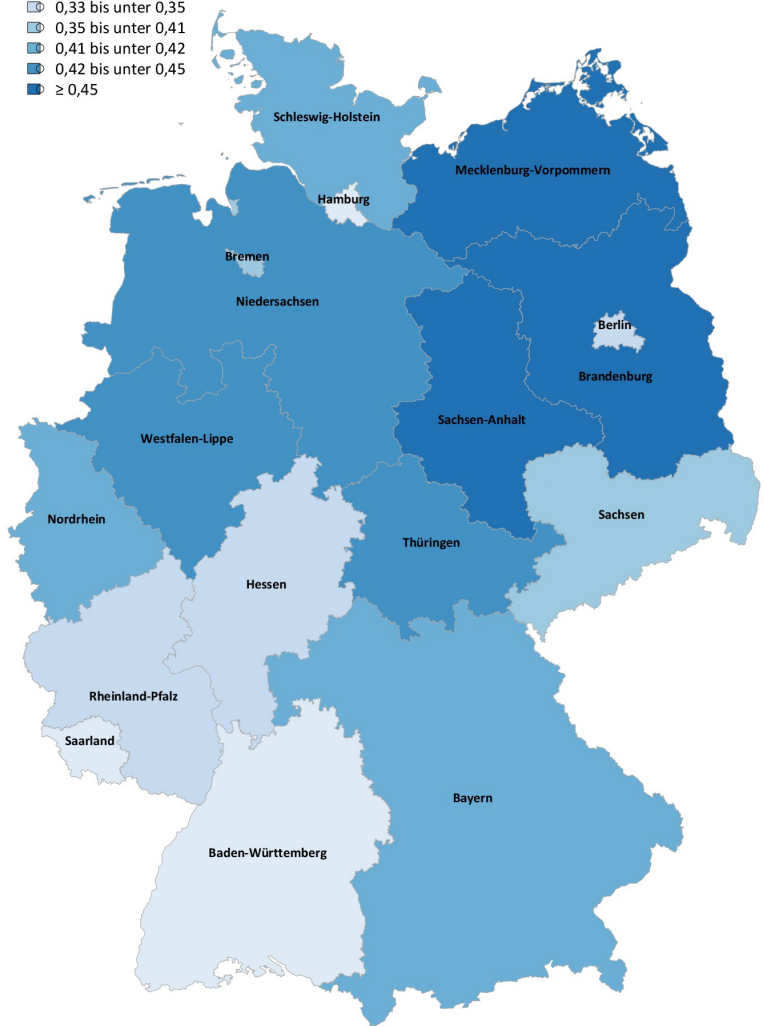 0,33 bis unter 0,35
0,35 bis unter 0,41
0,41 bis unter 0,42
0,42 bis unter 0,45
≥ 0,45
Schleswig-Holstein
Mecklenburg-Vorpommern
Hamburg
Bremen
Niedersachsen
Berlin
Brandenburg
Sachsen-Anhalt
Westfalen-Lippe
Nordrhein
Sachsen
Thüringen
Hessen
Rheinland-Pfalz
Saarland
Bayern
Baden-Württemberg